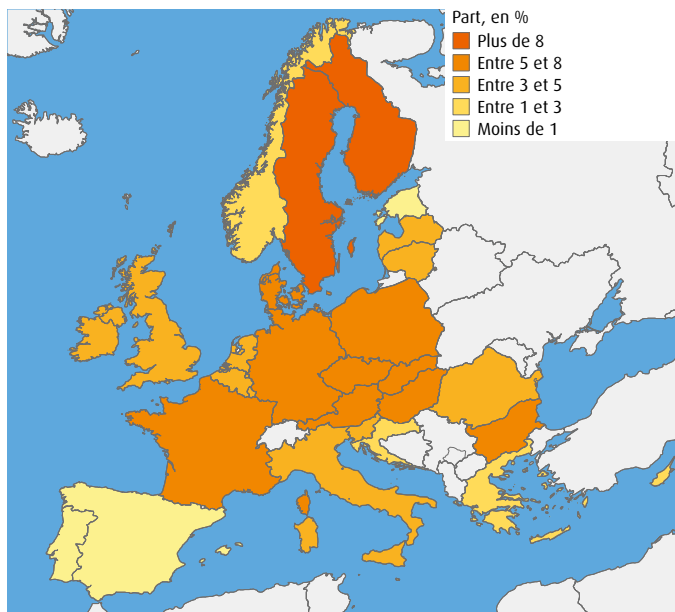 Part, en %
Plus de 8
Entre 5 et 8
Entre 3 et 5
Entre 1 et 3
Moins de 1